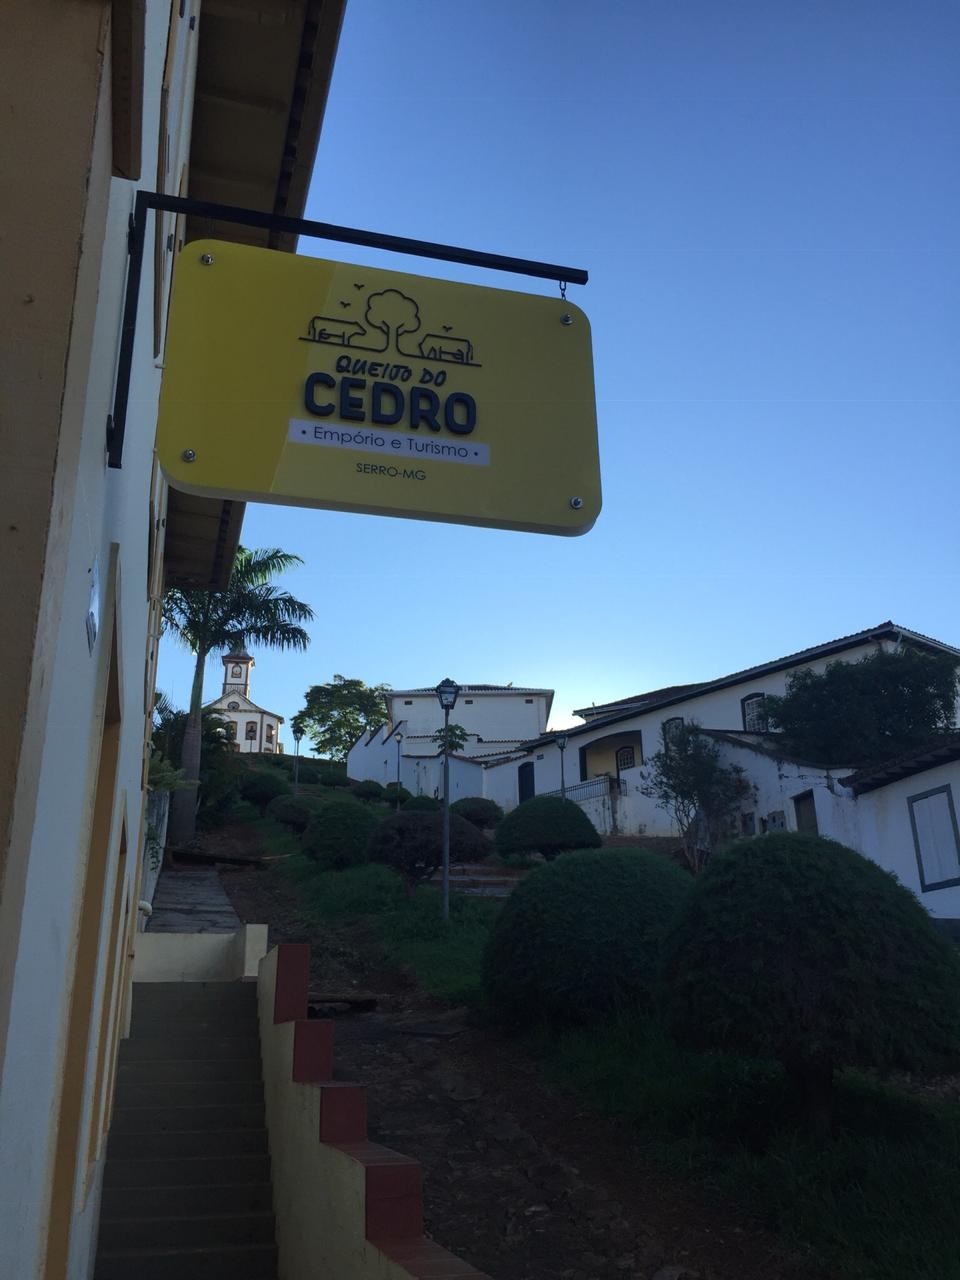 QUEIJO DO
CEDRO
• Empório e Turismo •
SERRO-MG